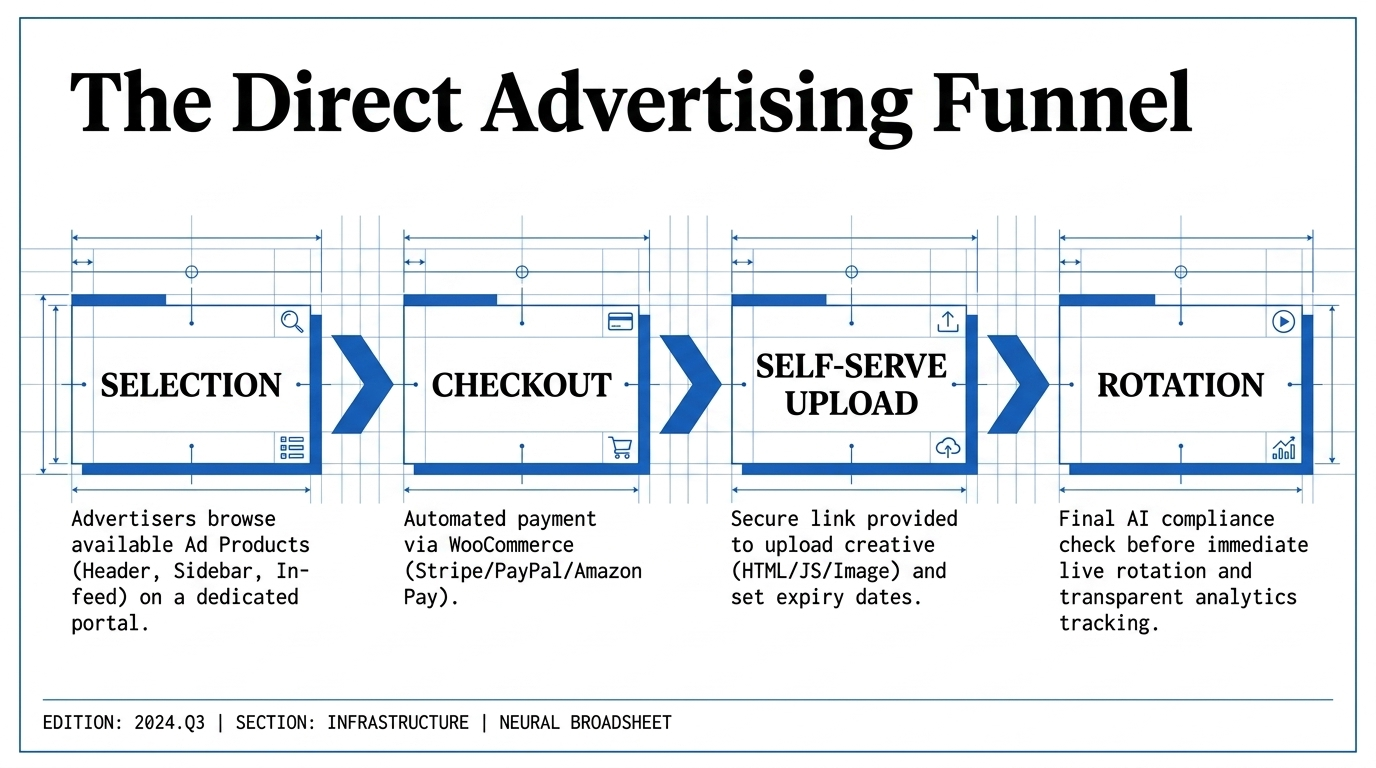 The Direct Advertising Funnel
SELECTION
CHECKOUT
SELF-SERVE
UPLOAD
ROTATION
Advertisers browse
available Ad Products
(Header, Sidebar, In-
feed) on a dedicated
portal.
Automated payment
via WooCommerce
(Stripe/PayPal/Amazon
Pay).
Secure link provided
to upload creative
(HTML/JS/Image) and
set expiry dates.
Final AI compliance
check before immediate
live rotation and
transparent analytics
tracking.
EDITION: 2024.Q3 | SECTION: INFRASTRUCTURE | NEURAL BROADSHEET